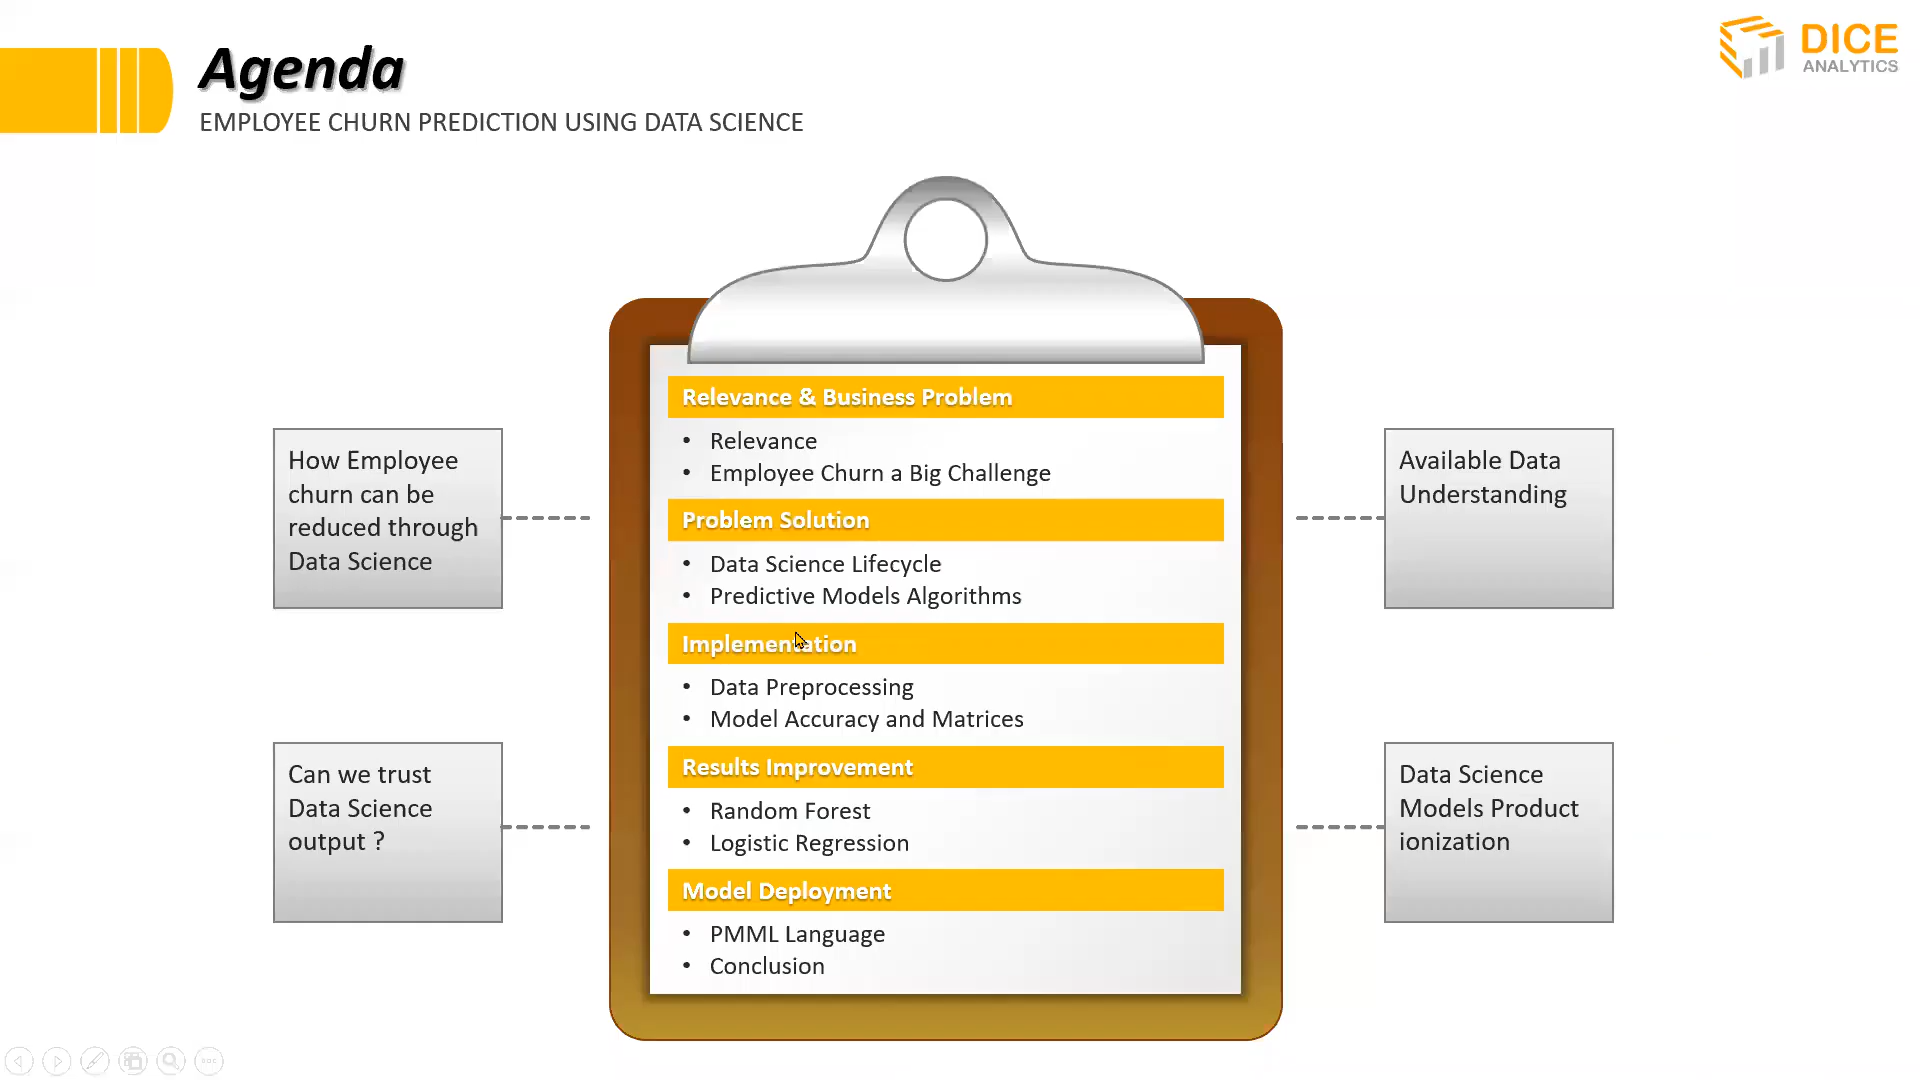 Agenda
EMPLOYEE CHURN PREDICTION USING DATA SCIENCE
DICE
ANALYTICS
Relevance & Business Problem
• Relevance
• Employee Churn a Big Challenge
Problem Solution
• Data Science Lifecycle
• Predictive Models Algorithms
Implementation
• Data Preprocessing
• Model Accuracy and Matrices
Results Improvement
• Random Forest
• Logistic Regression
Model Deployment
• PMML Language
• Conclusion
How Employee
churn can be
reduced through
Data Science
Can we trust
Data Science
output ?
Available Data
Understanding
Data Science
Models Product
ionization